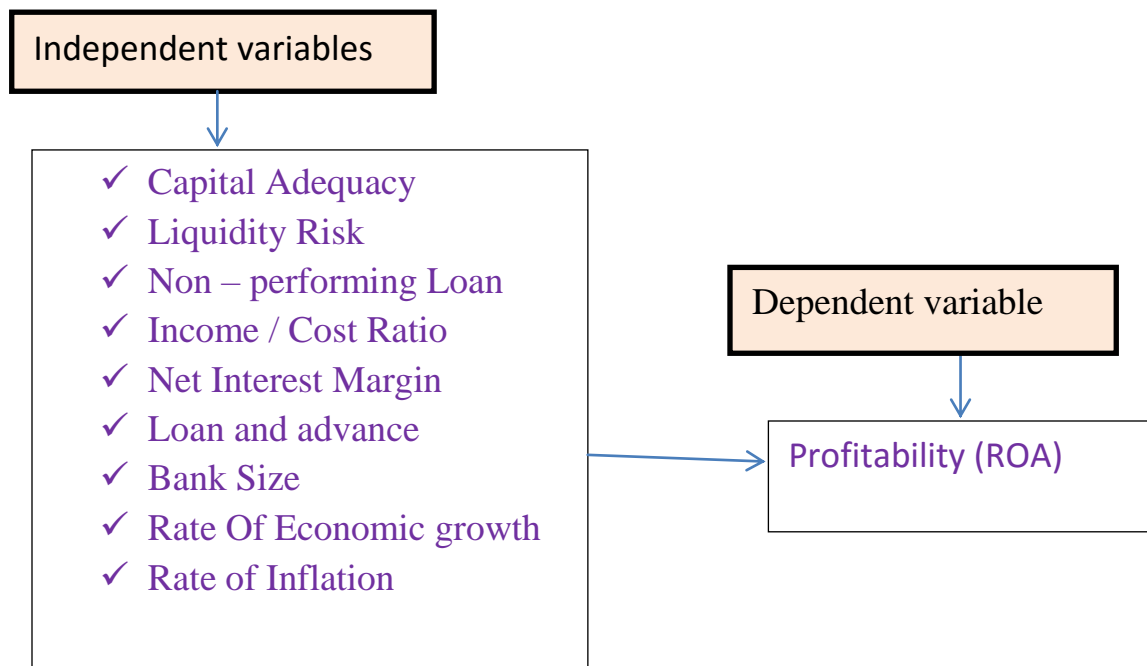 Independent variables
✓ Capital Adequacy
✓ Liquidity Risk
✓ Non – performing Loan
✓ Income / Cost Ratio
✓ Net Interest Margin
✓ Loan and advance
✓ Bank Size
✓ Rate Of Economic growth
✓ Rate of Inflation
Dependent variable
Profitability (ROA)